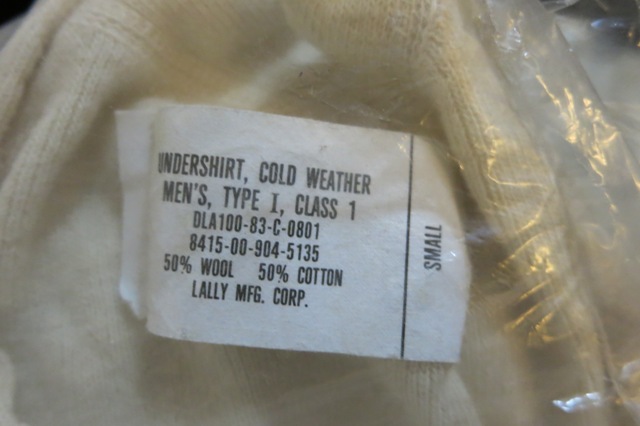 UNDERSHIRT, COLD WEATHER
MEN'S, TYPE I, CLASS 1
DLA100-83-C-0801
8415-00-904-5135
50% WOOL 50% COTTON
LALLY MFG. CORP.
SMALL